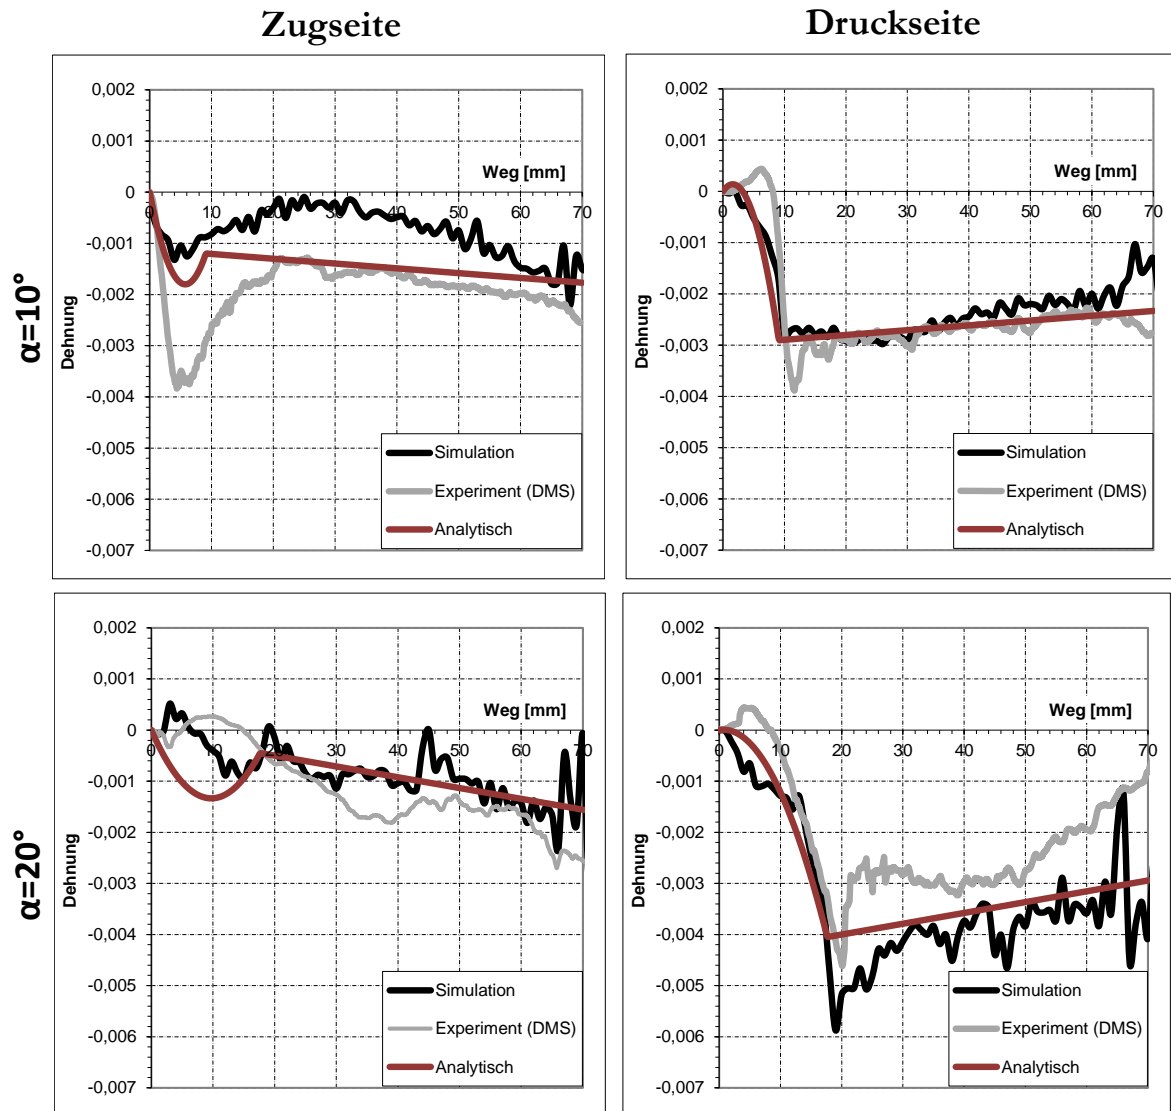 Zugseite
Druckseite
α=10°
0,002
0,001
0
-0,001
-0,002
-0,003
-0,004
-0,005
-0,006
-0,007
0 10 20 30 40 50 60 70
Weg [mm]
Dehnung
Simulation
Experiment (DMS)
Analytisch
0,002
0,001
0
-0,001
-0,002
-0,003
-0,004
-0,005
-0,006
-0,007
0 10 20 30 40 50 60 70
Weg [mm]
Dehnung
Simulation
Experiment (DMS)
Analytisch
α=20°
0,002
0,001
0
-0,001
-0,002
-0,003
-0,004
-0,005
-0,006
-0,007
0 10 20 30 40 50 60 70
Weg [mm]
Dehnung
Simulation
Experiment (DMS)
Analytisch
0,002
0,001
0
-0,001
-0,002
-0,003
-0,004
-0,005
-0,006
-0,007
0 10 20 30 40 50 60 70
Weg [mm]
Dehnung
Simulation
Experiment (DMS)
Analytisch